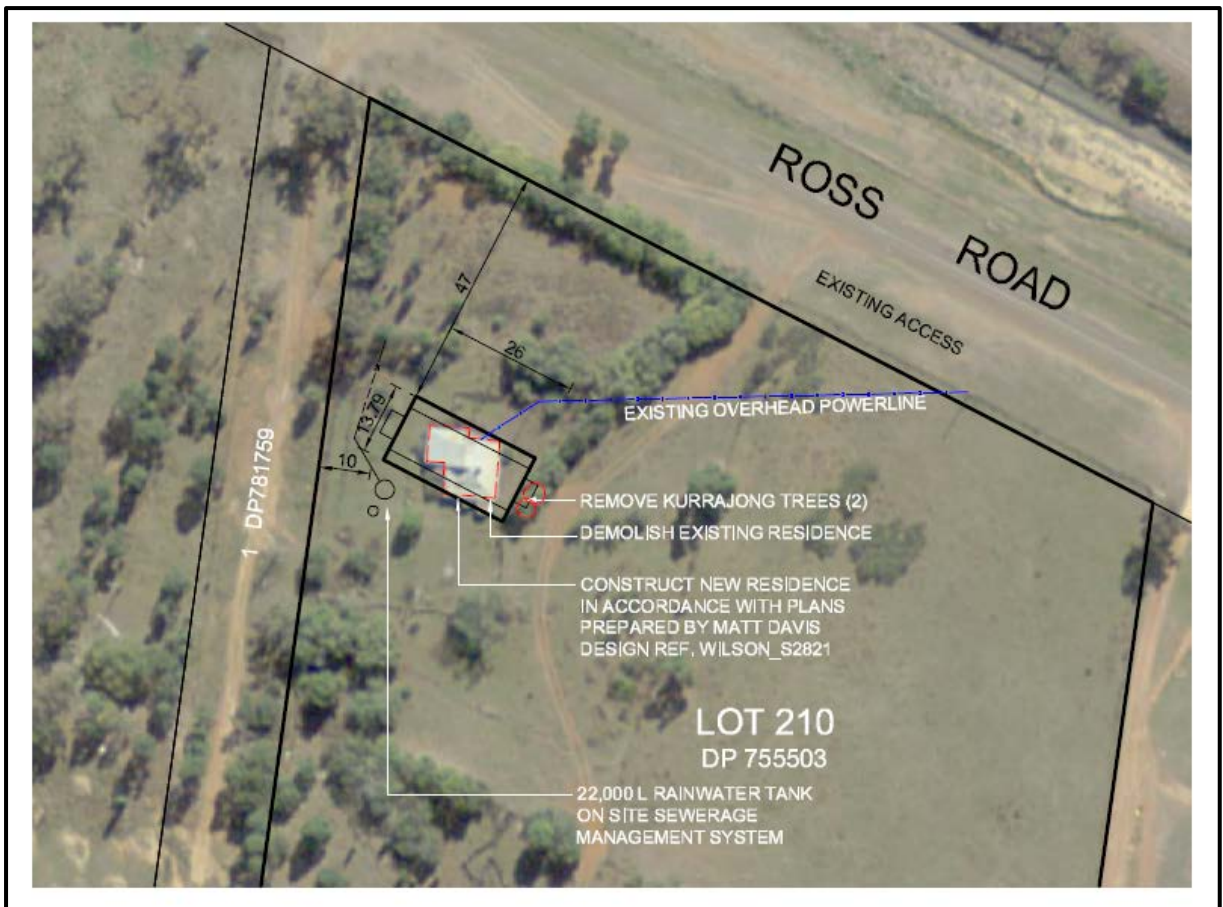 ROSS
ROAD
EXISTING ACCESS
47
26
EXISTING OVERHEAD POWERLINE
13.79
10
1 DP781759
REMOVE KURRAJONG TREES (2)
DEMOLISH EXISTING RESIDENCE
CONSTRUCT NEW RESIDENCE
IN ACCORDANCE WITH PLANS
PREPARED BY MATT DAVIS
DESIGN REF. WILSON_S2821
LOT 210
DP 755503
22,000 L RAINWATER TANK
ON SITE SEWERAGE
MANAGEMENT SYSTEM